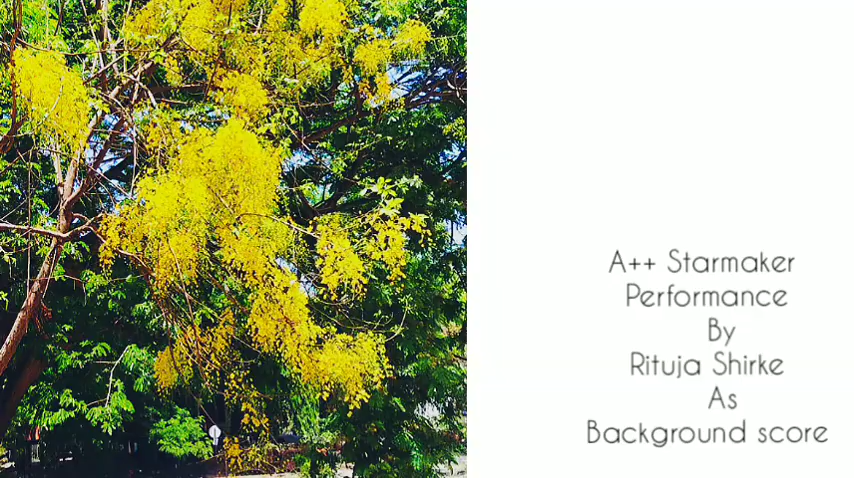 A++ Starmaker
Performance
By
Rituja Shirke
As
Background score